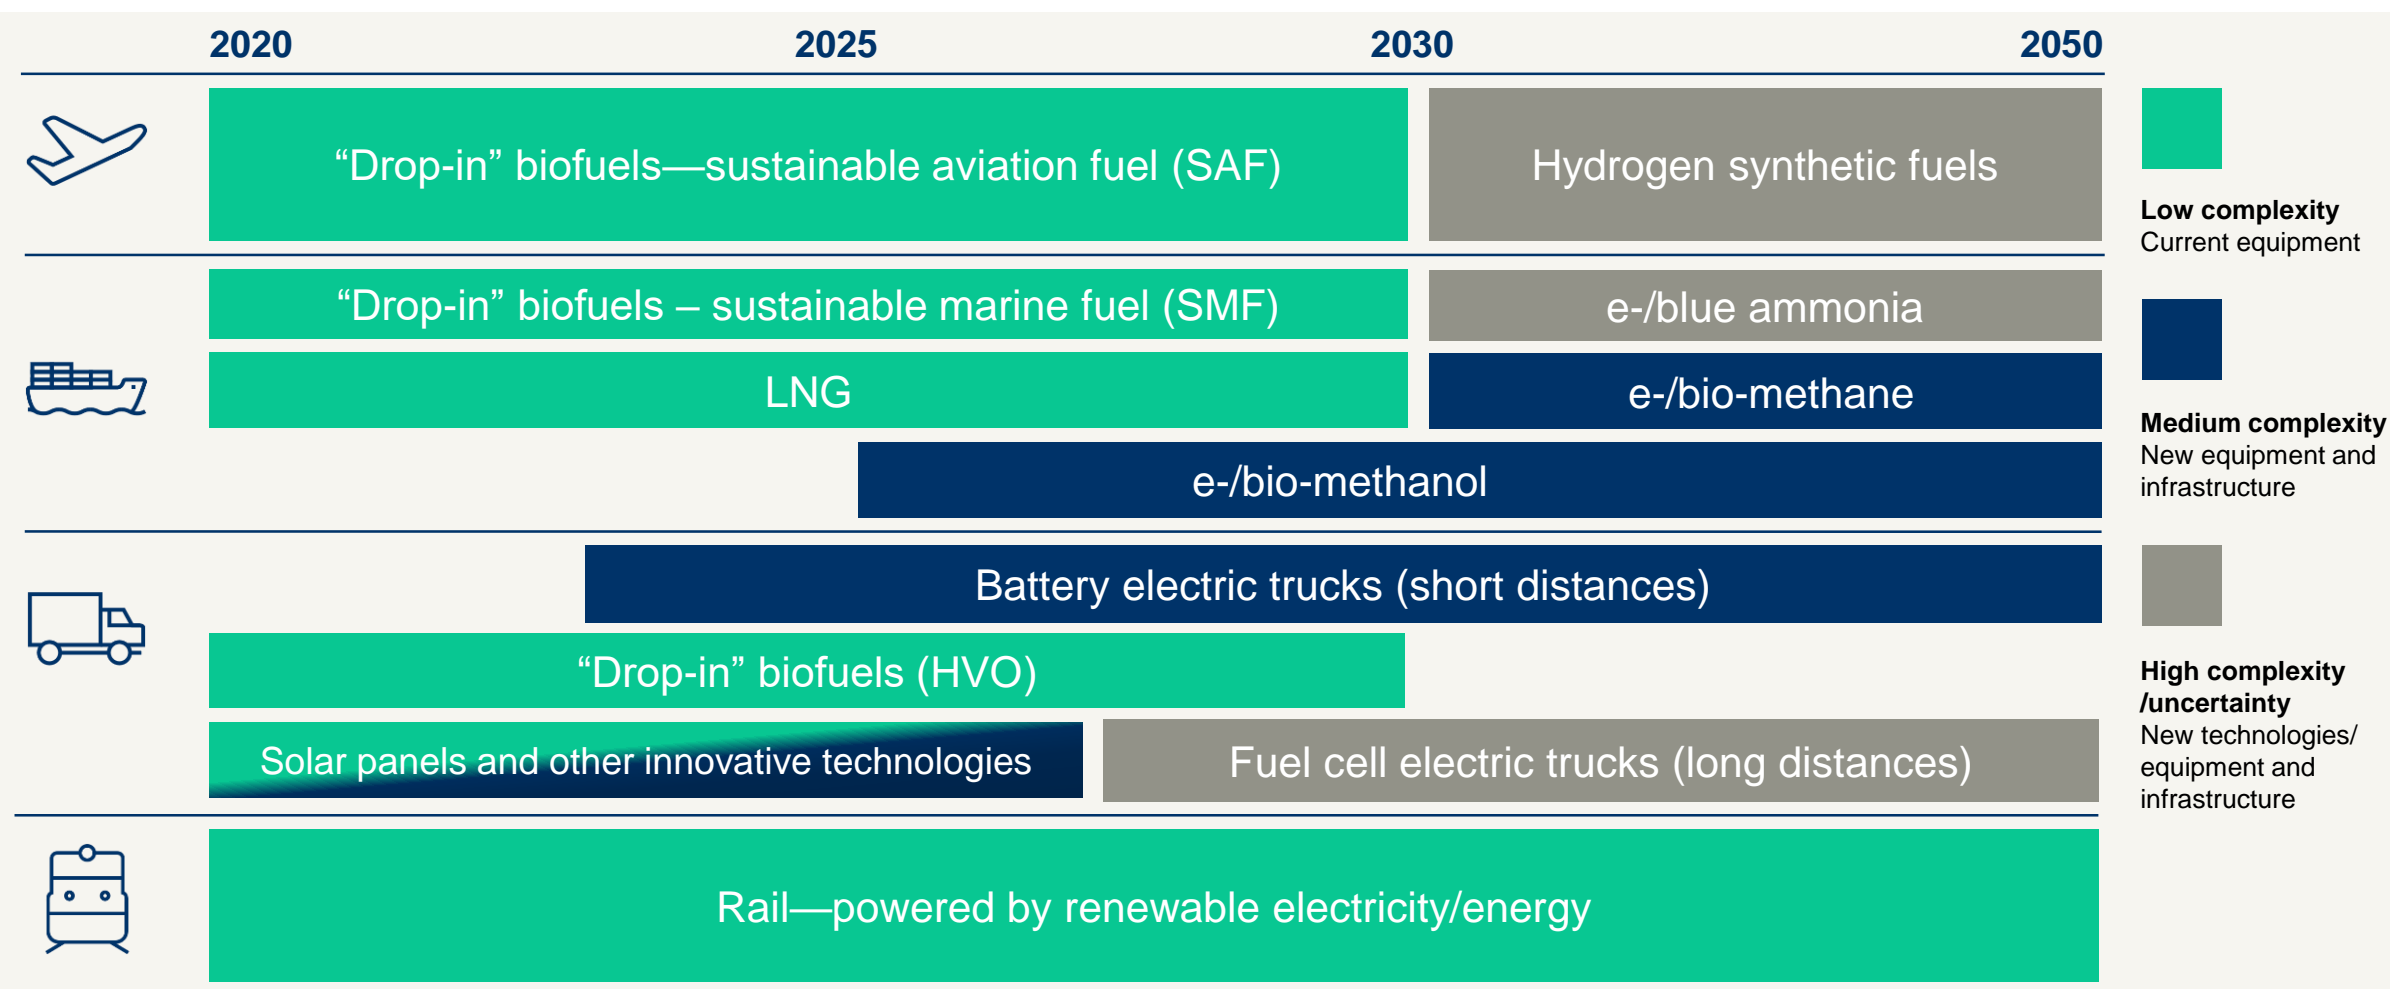 2020 2025 2030 2050
“Drop-in” biofuels—sustainable aviation fuel (SAF)
Hydrogen synthetic fuels
“Drop-in” biofuels – sustainable marine fuel (SMF)
e-/blue ammonia
LNG
e-/bio-methane
e-/bio-methanol
Battery electric trucks (short distances)
“Drop-in” biofuels (HVO)
Solar panels and other innovative technologies
Fuel cell electric trucks (long distances)
Rail—powered by renewable electricity/energy
Low complexity
Current equipment
Medium complexity
New equipment and
infrastructure
High complexity
/uncertainty
New technologies/
equipment and
infrastructure